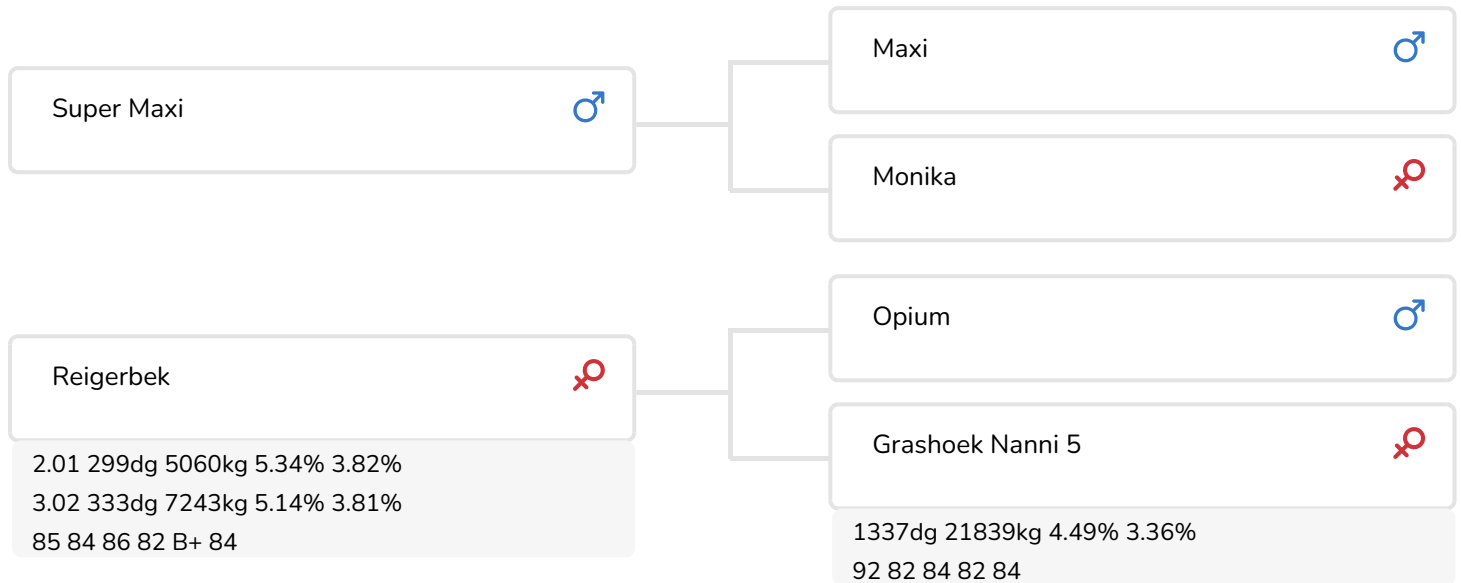 Super Maxi
Maxi
Monika
Reigerbek
2.01 299dg 5060kg 5.34% 3.82%
3.02 333dg 7243kg 5.14% 3.81%
85 84 86 82 B+ 84
Opium
Grashoek Nanni 5
1337dg 21839kg 4.49% 3.36%
92 82 84 82 84